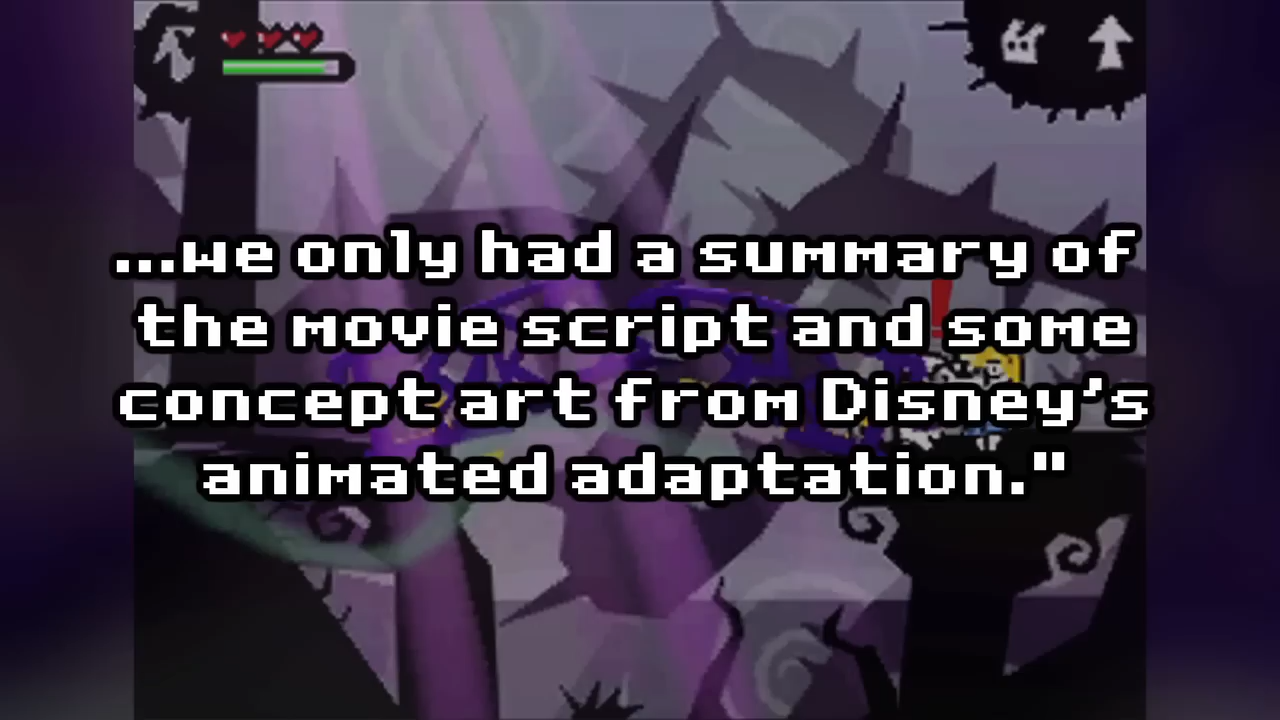 ...we only had a summary of
the movie script and some
concept art from Disney's
animated adaptation."